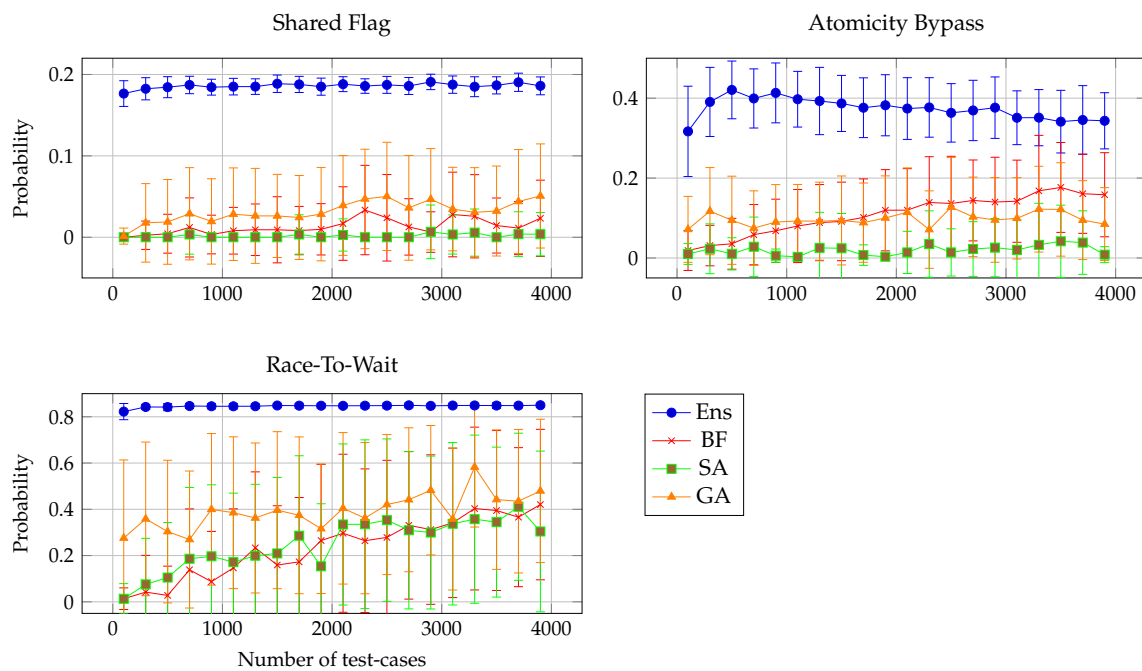 Shared Flag
Atomicity Bypass
Probability
0.2
0.1
0
0 1000 2000 3000 4000
0.4
0.2
0
0 1000 2000 3000 4000
Race-To-Wait
Probability
0.8
0.6
0.4
0.2
0
0 1000 2000 3000 4000
Number of test-cases
Ens
BF
SA
GA